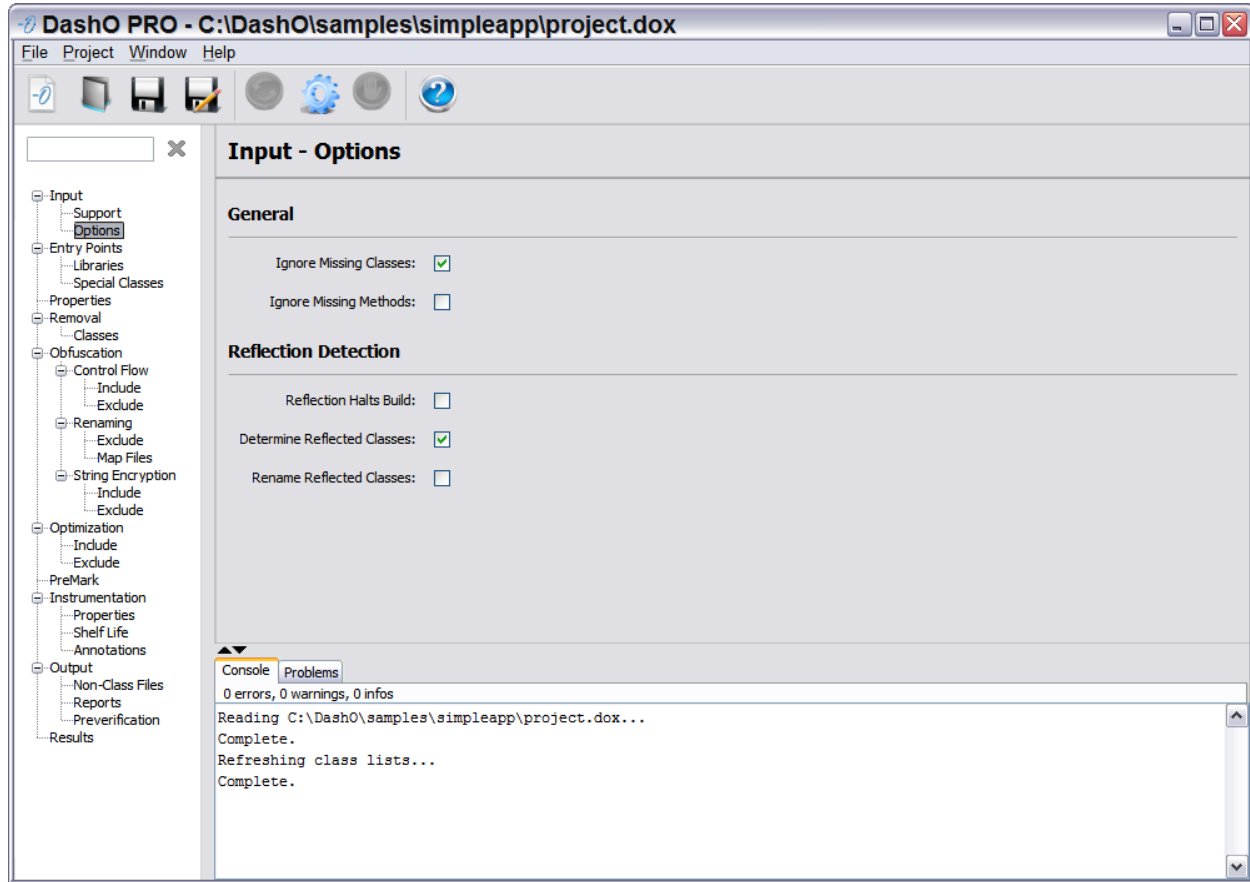 DashO PRO - C:\DashO\samples\simpleapp\project.dox
File Project Window Help
Input - Options
Input
Support
Options
Entry Points
Libraries
Special Classes
Properties
Removal
Classes
Obfuscation
Control Flow
Include
Exclude
Renaming
Exclude
Map Files
String Encryption
Include
Exclude
Optimization
Include
Exclude
PreMark
Instrumentation
Properties
Shelf Life
Annotations
Output
Non-Class Files
Reports
Preverification
Results
General
Ignore Missing Classes:
Ignore Missing Methods:
Reflection Detection
Reflection Halts Build:
Determine Reflected Classes:
Rename Reflected Classes:
Console Problems
0 errors, 0 warnings, 0 infos
Reading C:\DashO\samples\simpleapp\project.dox...
Complete.
Refreshing class lists...
Complete.